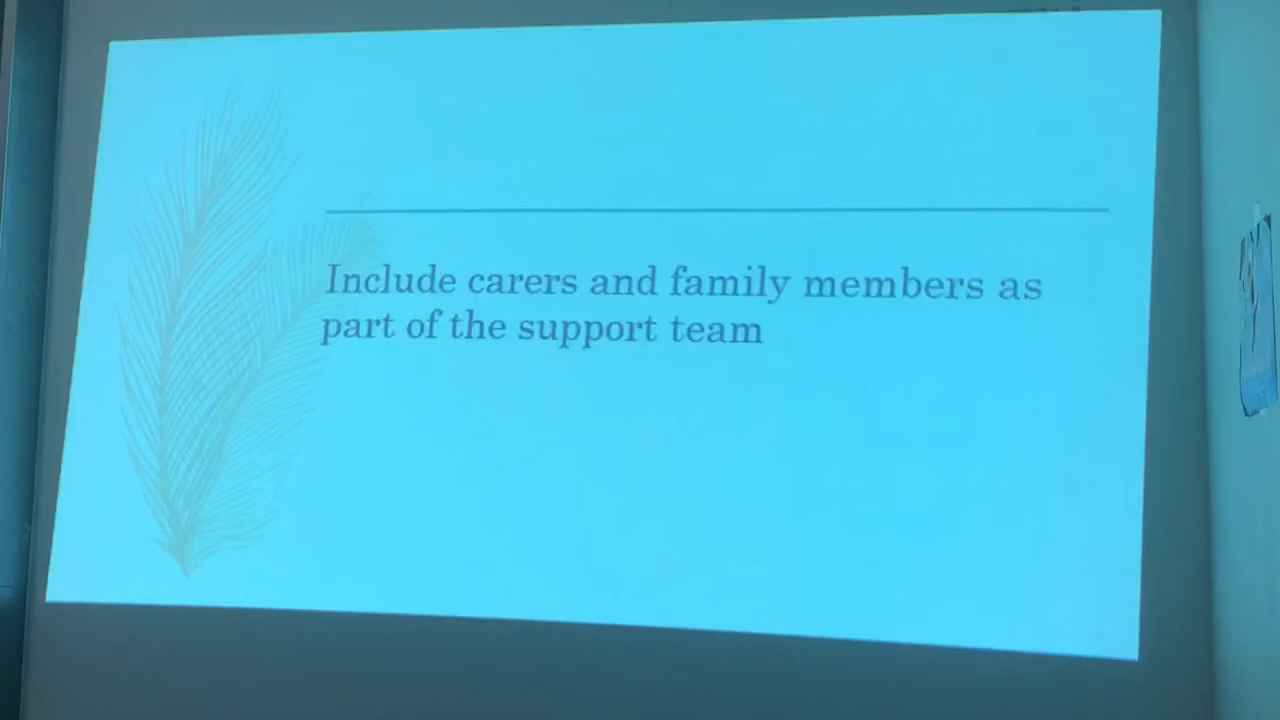 Include carers and family members as
part of the support team